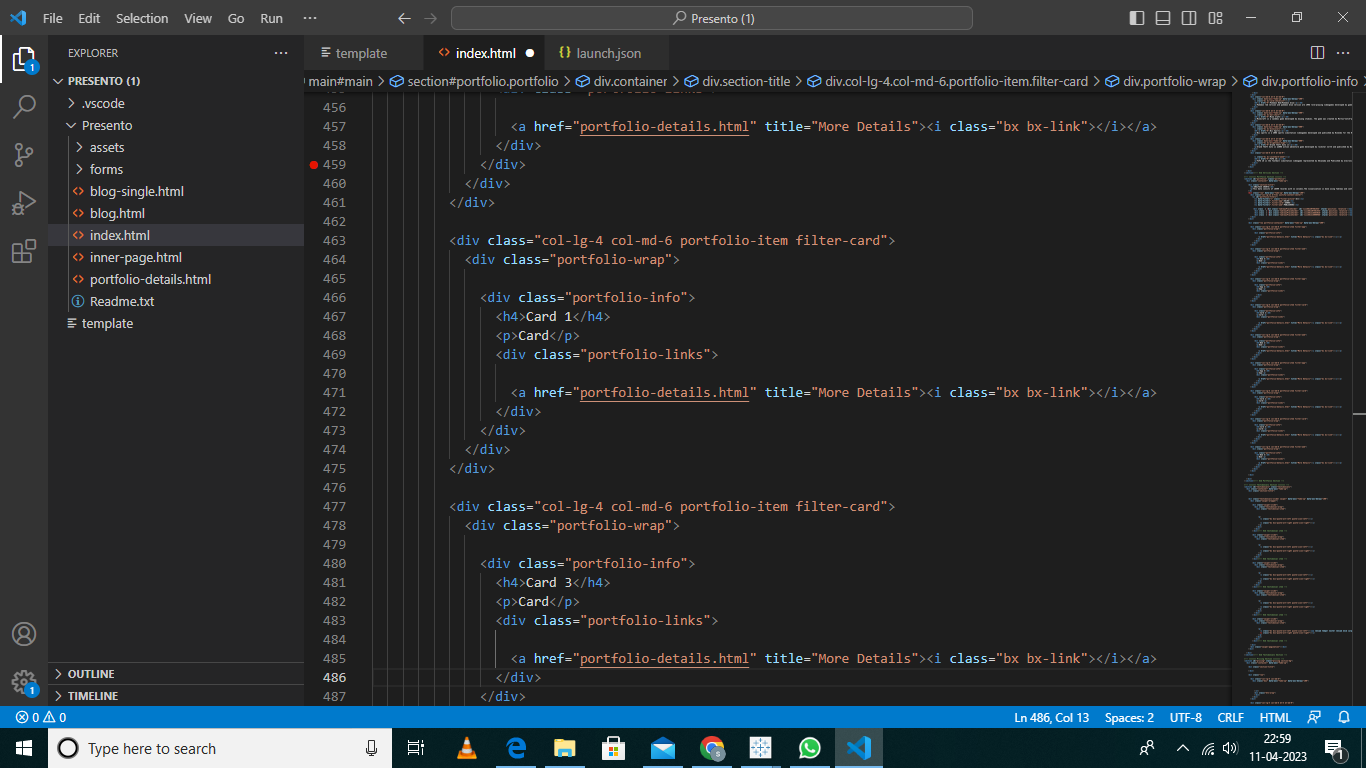 File Edit Selection View Go Run ··· Presento (1)
EXPLORER ···
PRESENTO (1)
.vscode
Presento
assets
forms
blog-single.html
blog.html
index.html
inner-page.html
portfolio-details.html
Readme.txt
template
OUTLINE
TIMELINE
1
1
template index.html launch.json ···
main#main > section#portfolio.portfolio > div.container > div.section-title > div.col-lg-4.col-md-6.portfolio-item.filter-card > div.portfolio-wrap > div.portfolio-info
456
457 <a href="portfolio-details.html" title="More Details"><i class="bx bx-link"></i></a>
458 </div>
459 </div>
460 </div>
461 </div>
462
463 <div class="col-lg-4 col-md-6 portfolio-item filter-card">
464 <div class="portfolio-wrap">
465
466 <div class="portfolio-info">
467 <h4>Card 1</h4>
468 <p>Card</p>
469 <div class="portfolio-links">
470
471 <a href="portfolio-details.html" title="More Details"><i class="bx bx-link"></i></a>
472 </div>
473 </div>
474 </div>
475 </div>
476
477 <div class="col-lg-4 col-md-6 portfolio-item filter-card">
478 <div class="portfolio-wrap">
479
480 <div class="portfolio-info">
481 <h4>Card 3</h4>
482 <p>Card</p>
483 <div class="portfolio-links">
484
485 <a href="portfolio-details.html" title="More Details"><i class="bx bx-link"></i></a>
486 </div>
487 </div>
0 0 Ln 486, Col 13 Spaces: 2 UTF-8 CRLF HTML
Type here to search
22:59
11-04-2023
1